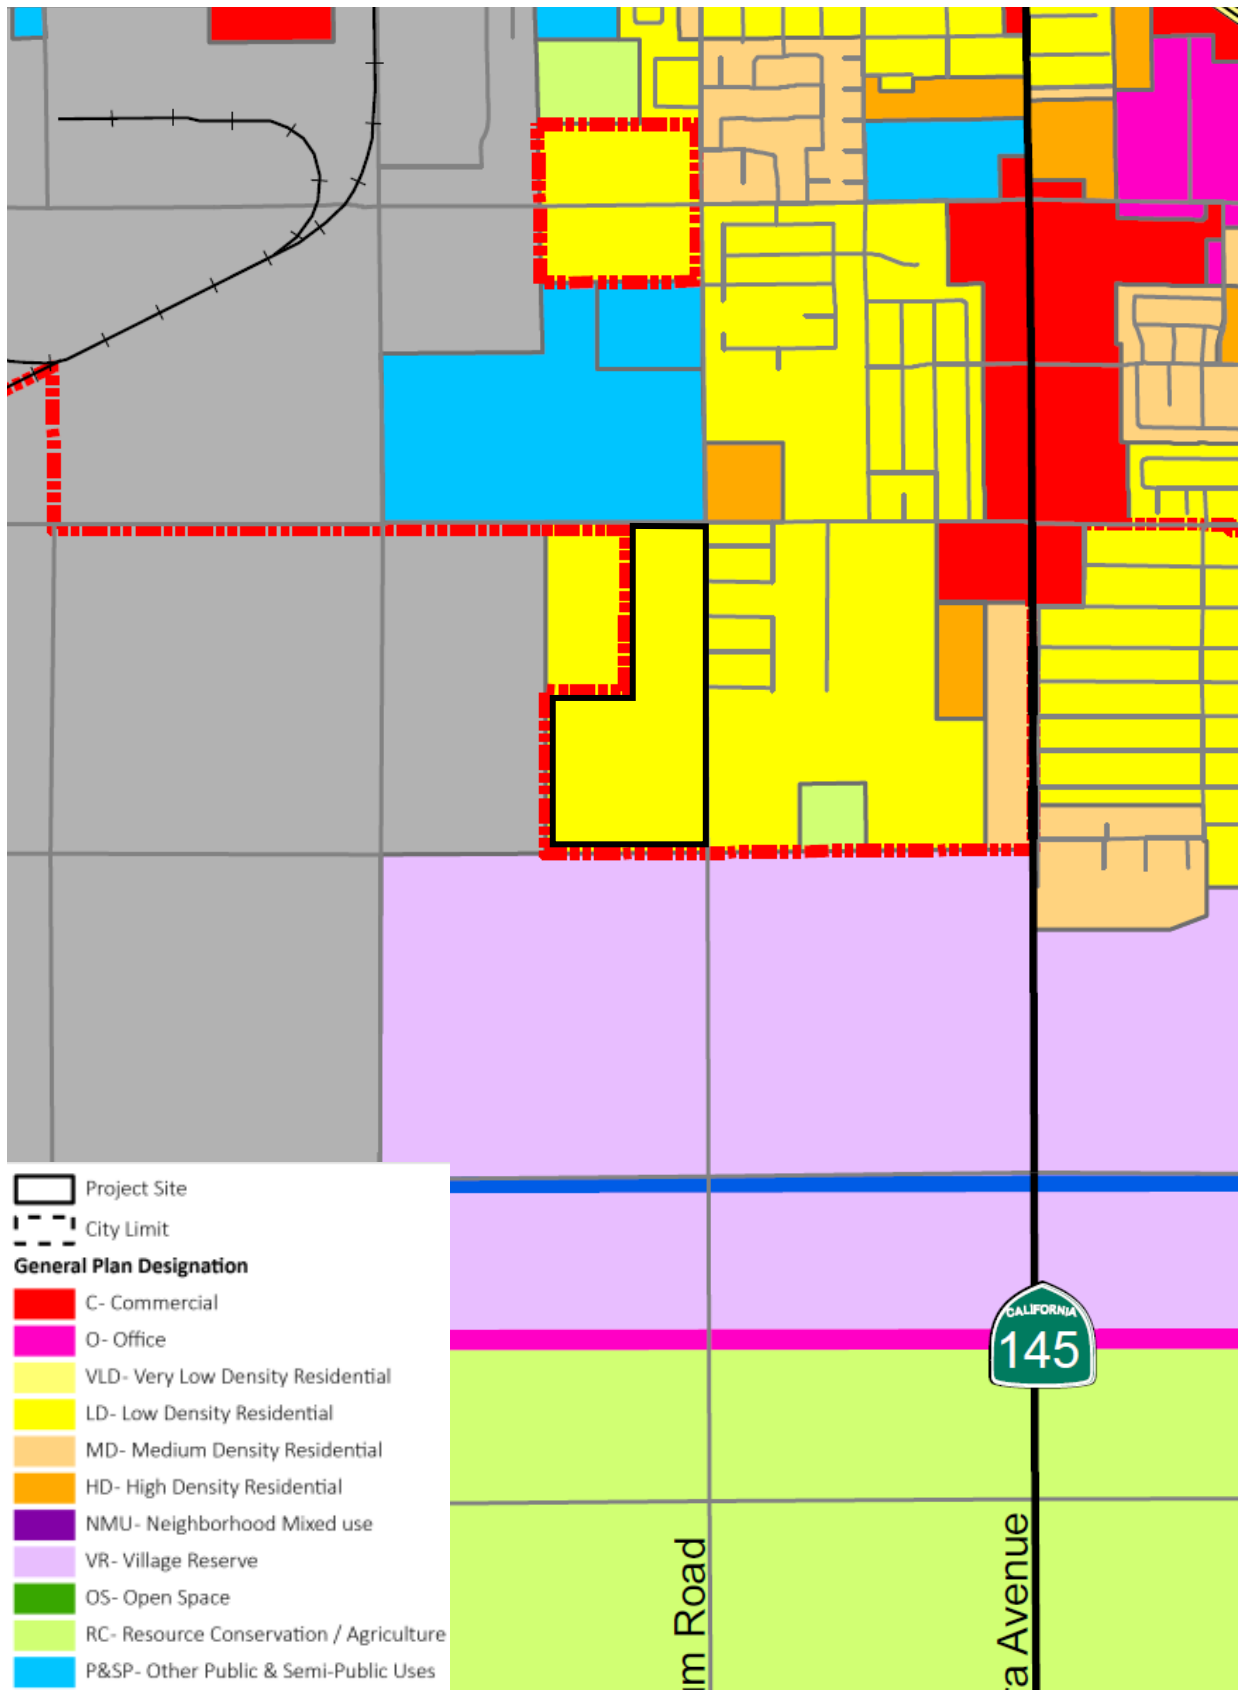 Project Site
City Limit
General Plan Designation
C- Commercial
O- Office
VLD- Very Low Density Residential
LD- Low Density Residential
MD- Medium Density Residential
HD- High Density Residential
NMU- Neighborhood Mixed use
VR- Village Reserve
OS- Open Space
RC- Resource Conservation / Agriculture
P&SP- Other Public & Semi-Public Uses
CALIFORNIA
145
um Road
ra Avenue